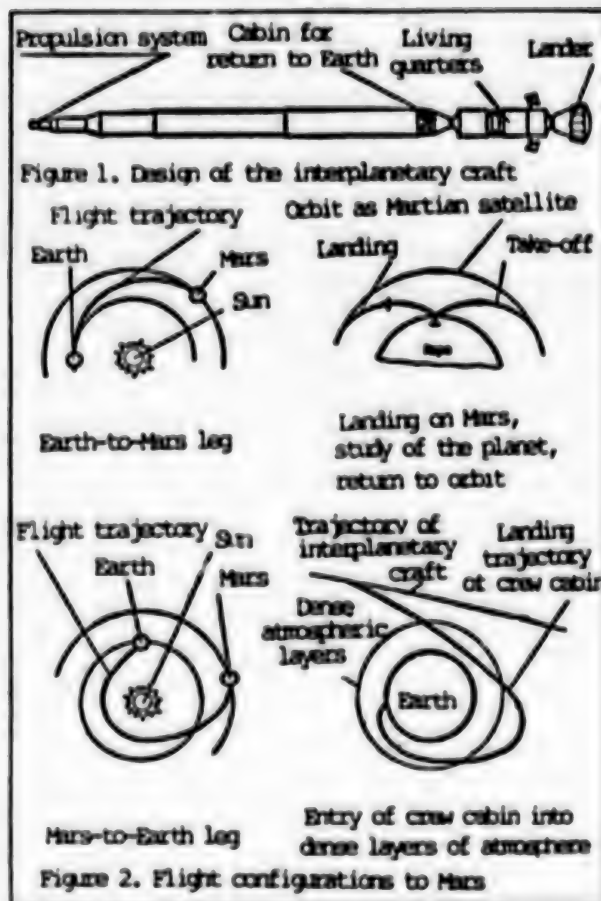 Propulsion system
Cabin for
return to Earth
Living
quarters
Lander
Figure 1. Design of the interplanetary craft
Flight trajectory
Earth
Mars
Sun
Orbit as Martian satellite
Landing
Take-off
Earth-to-Mars leg
Landing on Mars,
study of the planet,
return to orbit
Flight trajectory
Sun
Earth
Mars
Trajectory of
interplanetary
craft
Landing
trajectory
of crew cabin
Dense
atmospheric
layers
Earth
Mars-to-Earth leg
Entry of crew cabin into
dense layers of atmosphere
Figure 2. Flight configurations to Mars